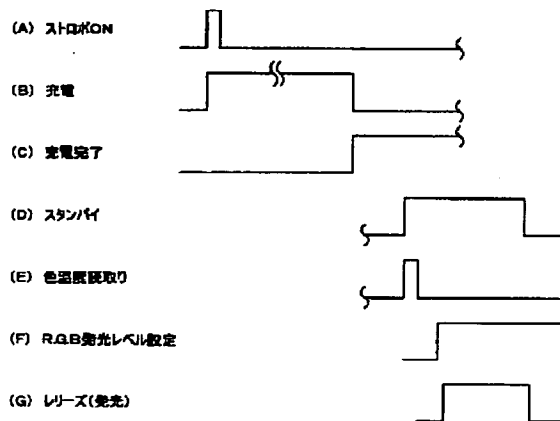 (A) ストロボON
(B) 充電
(C) 充電完了
(D) スタンバイ
(E) 色温度読取り
(F) R.G.B発光レベル設定
(G) レリーズ(発光)